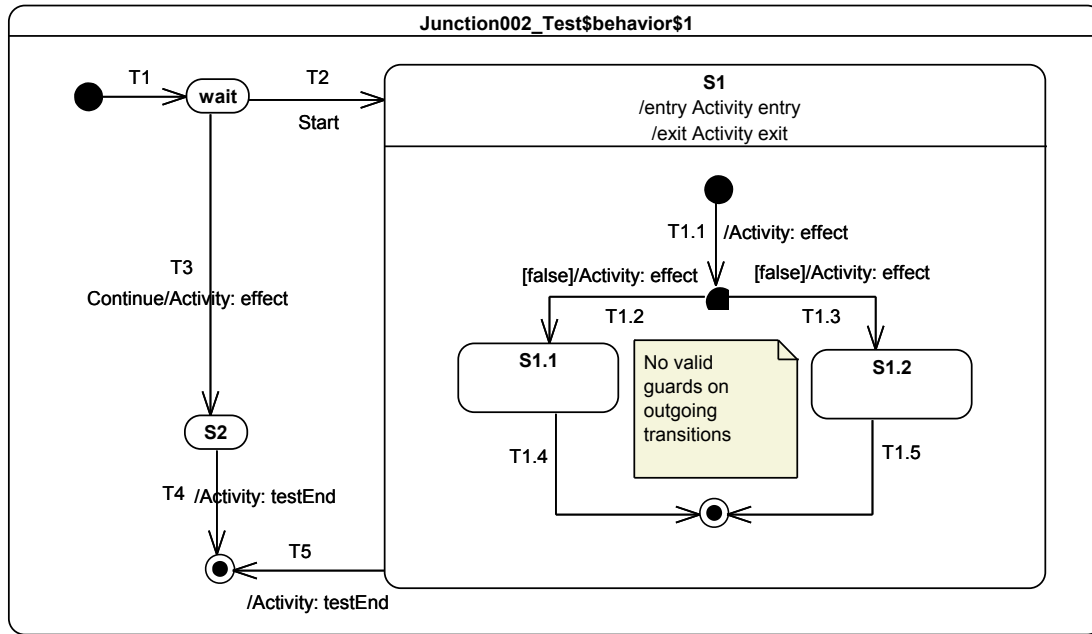 Junction002_Test$behavior$1
T1
wait
T2
Start
S1
/entry Activity entry
/exit Activity exit
T1.1 /Activity: effect
[false]/Activity: effect
[false]/Activity: effect
T1.2
T1.3
T3
Continue/Activity: effect
S1.1
S1.2
No valid
guards on
outgoing
transitions
S2
T1.4
T1.5
T4 /Activity: testEnd
T5
/Activity: testEnd